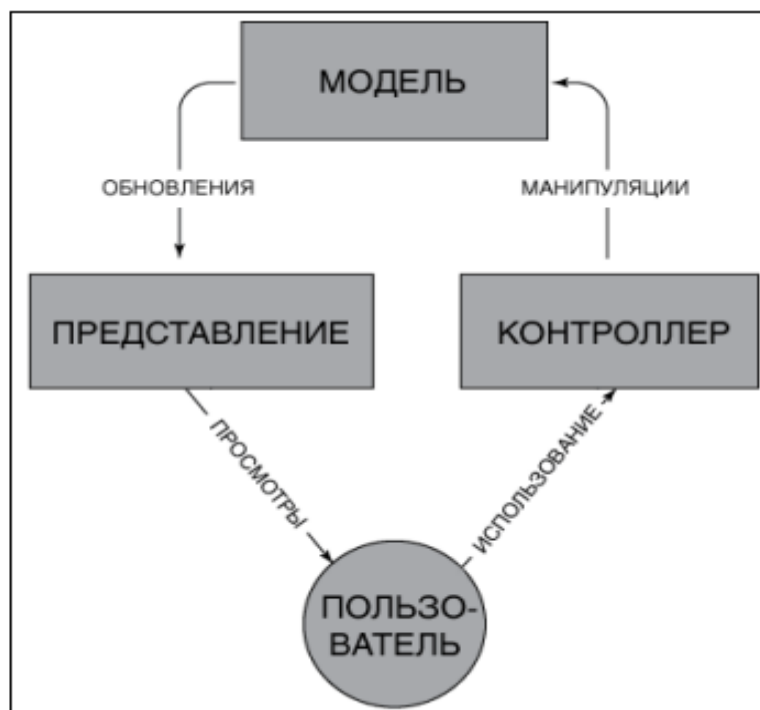 МОДЕЛЬ
ОБНОВЛЕНИЯ
МАНИПУЛЯЦИИ
ПРЕДСТАВЛЕНИЕ
КОНТРОЛЛЕР
ПРОСМОТРЫ
ИСПОЛЬЗОВАНИЕ
ПОЛЬЗО-
ВАТЕЛЬ